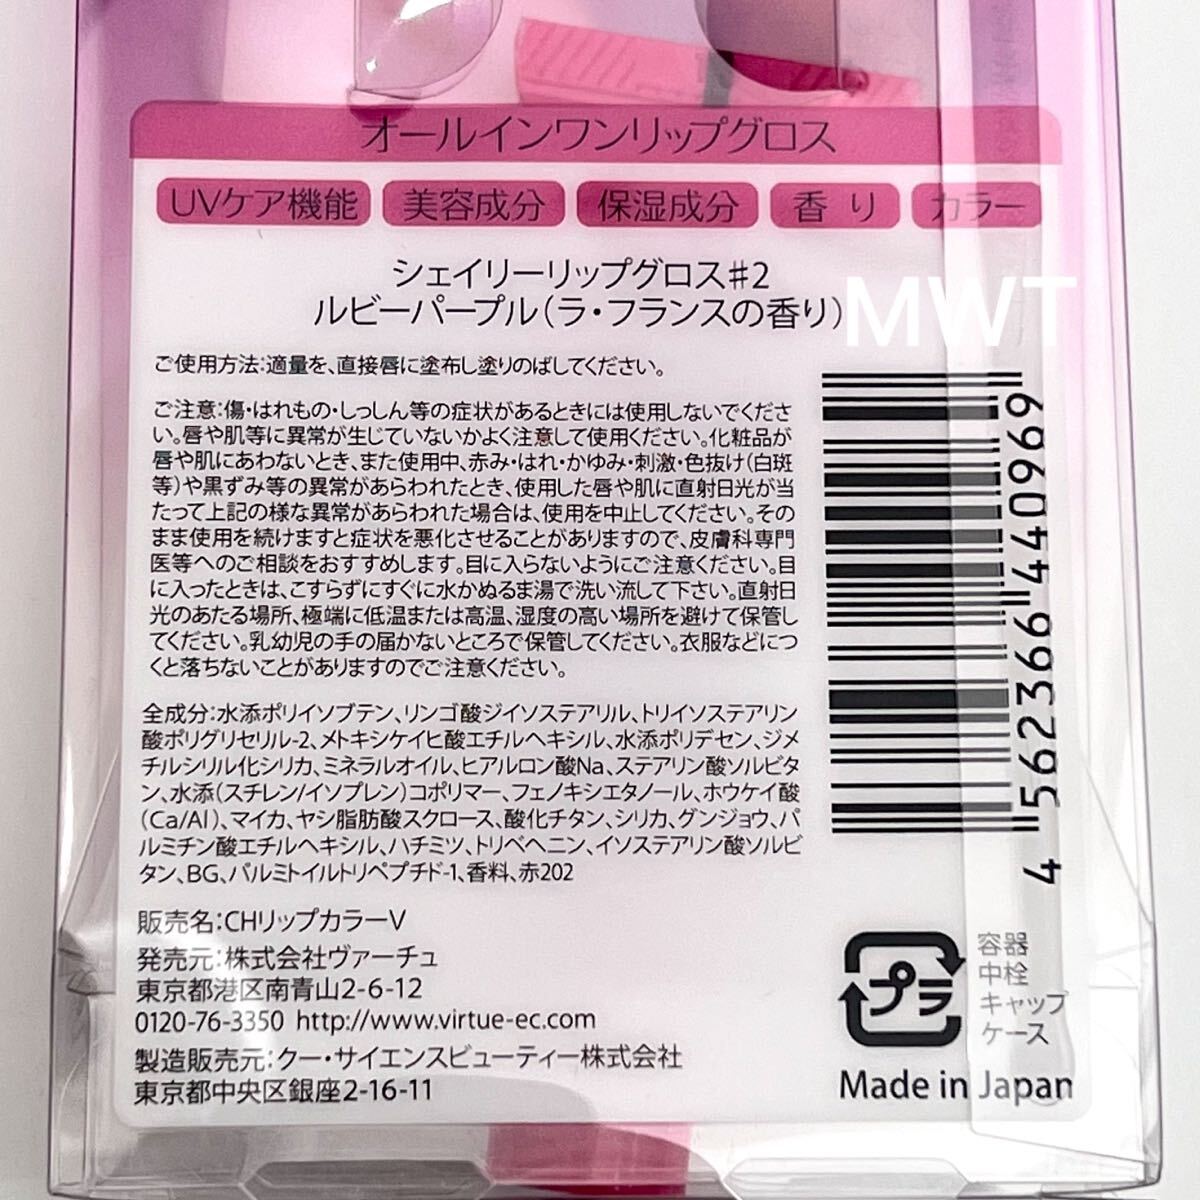 オールインワンリップグロス
UVケア機能 美容成分 保湿成分 香り カラー
シェイリーリップグロス#2
ルビーパープル(ラ・フランスの香り)
MWT
ご使用方法:適量を、直接唇に塗布し塗りのばしてください。
ご注意:傷・はれもの・しっしん等の症状があるときには使用しないでくださ
い。唇や肌等に異常が生じていないかよく注意して使用ください。化粧品が
唇や肌にあわないとき、また使用中、赤み・はれ・かゆみ・刺激・色抜け(白斑
等)や黒ずみ等の異常があらわれたとき、使用した唇や肌に直射日光が当
たって上記の様な異常があらわれた場合は、使用を中止してください。その
まま使用を続けますと症状を悪化させることがありますので、皮膚科専門
医等へのご相談をおすすめします。目に入らないようにご注意ください。目
に入ったときは、こすらずにすぐに水かぬるま湯で洗い流して下さい。直射日
光のあたる場所、極端に低温または高温、湿度の高い場所を避けて保管し
てください。乳幼児の手の届かないところで保管してください。衣服などにつ
くと落ちないことがありますのでご注意ください。
全成分:水添ポリイソブテン、リンゴ酸ジイソステアリル、トリイソステアリン
酸ポリグリセリル-2、メトキシケイヒ酸エチルヘキシル、水添ポリデセン、ジメ
チルシリル化シリカ、ミネラルオイル、ヒアルロン酸Na、ステアリン酸ソルビタ
ン、水添(スチレン/イソプレン)コポリマー、フェノキシエタノール、ホウケイ酸
(Ca/Al)、マイカ、ヤシ脂肪酸スクロース、酸化チタン、シリカ、グンジョウ、パ
ルミチン酸エチルヘキシル、ハチミツ、トリベヘニン、イソステアリン酸ソルビ
タン、BG、パルミトイルトリペプチド-1、香料、赤202
販売名:CHリップカラーV
発売元:株式会社ヴァーチュ
東京都港区南青山2-6-12
0120-76-3350 http://www.virtue-ec.com
製造販売元:クー・サイエンスビューティー株式会社
東京都中央区銀座2-16-11
4 562366 440969
プラ
容器
中栓
キャップ
ケース
Made in Japan